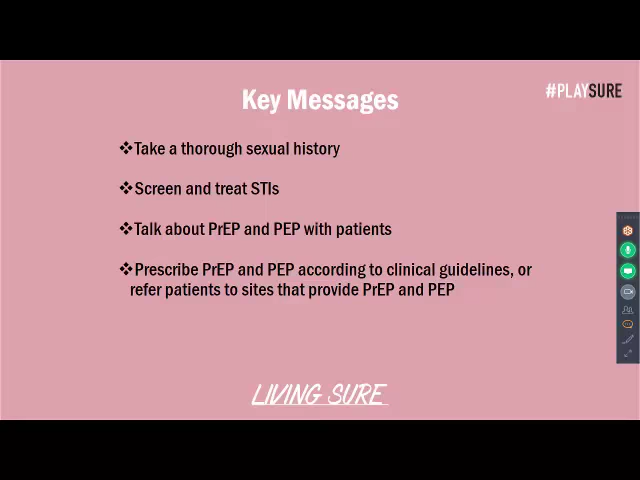 Key Messages
#PLAYSURE
❖Take a thorough sexual history
❖Screen and treat STIs
❖Talk about PrEP and PEP with patients
❖Prescribe PrEP and PEP according to clinical guidelines, or
refer patients to sites that provide PrEP and PEP
LIVING SURE